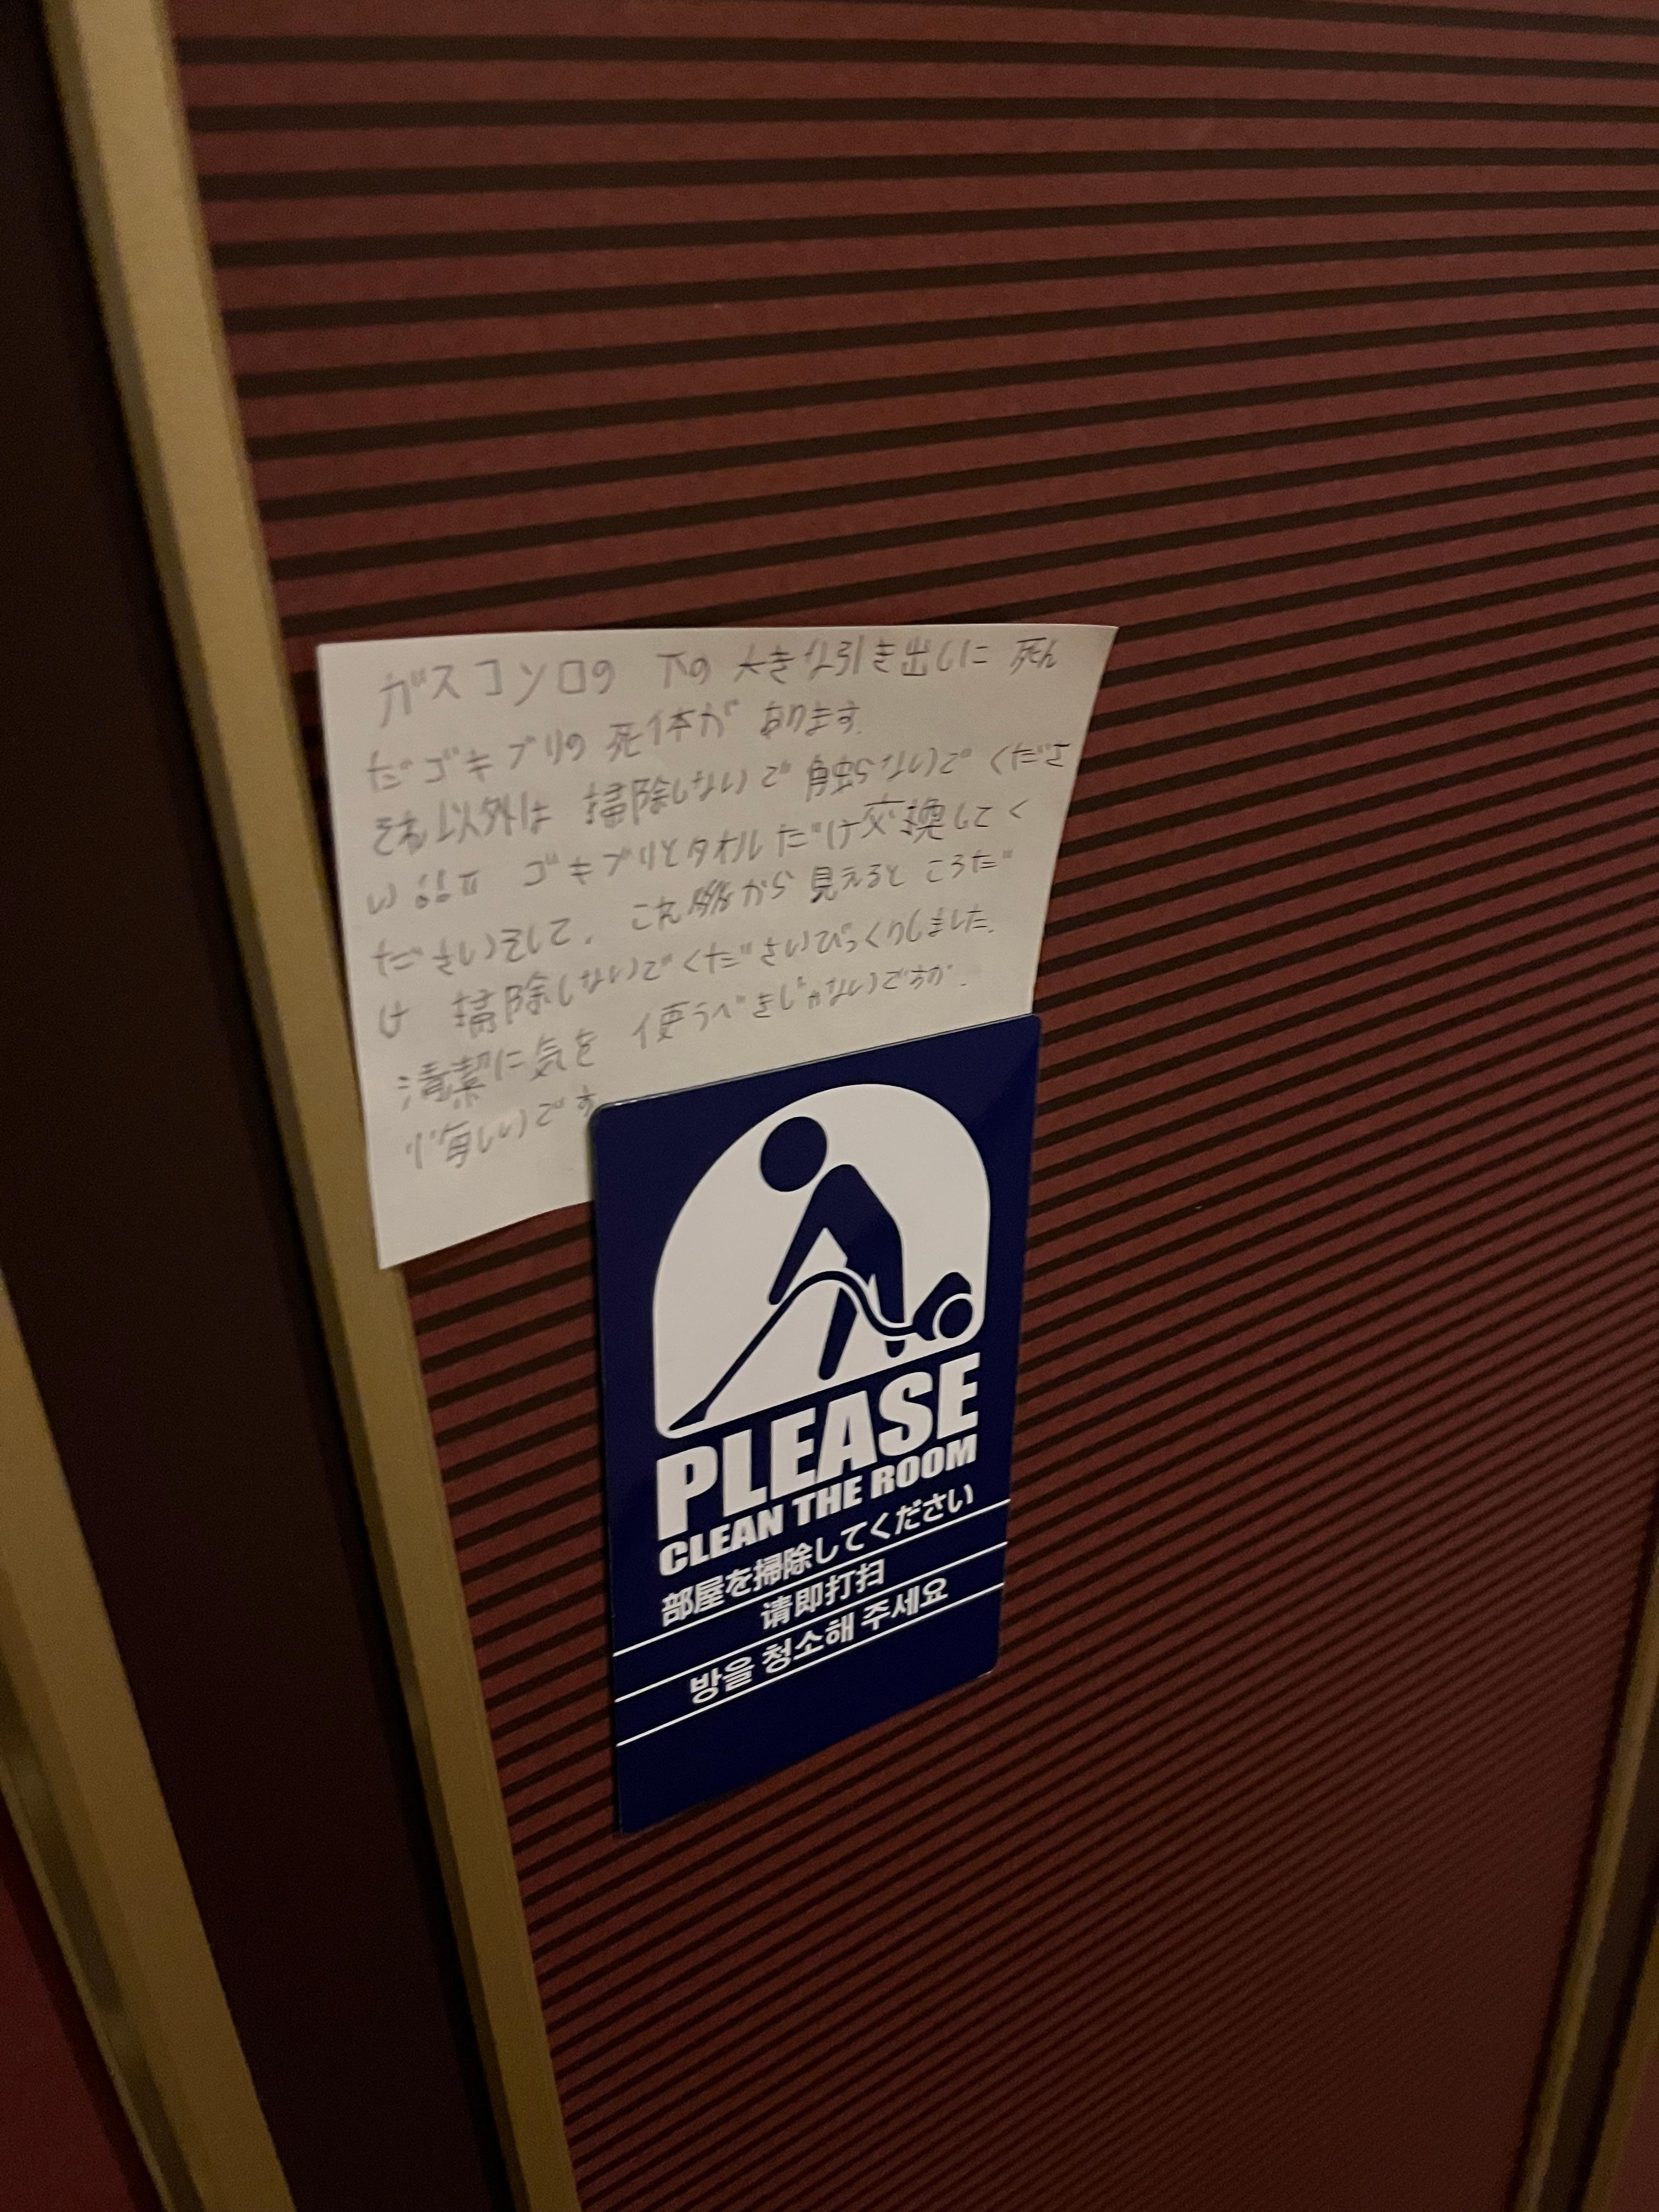 ガスコンロの 下の 大きな引き出しに 死ん
だゴキブリの 死体が あります.
それ以外は 掃除しないで 触らないで くださ
い ゴキブリとタオルだけ交換してく
ださい そして. これから 見えるところだ
け 掃除しないで ください びっくりしました.
清潔に気を 使うべきじゃないですか.
悔しいです
PLEASE
CLEAN THE ROOM
部屋を掃除してください
请即打扫
방을 청소해 주세요